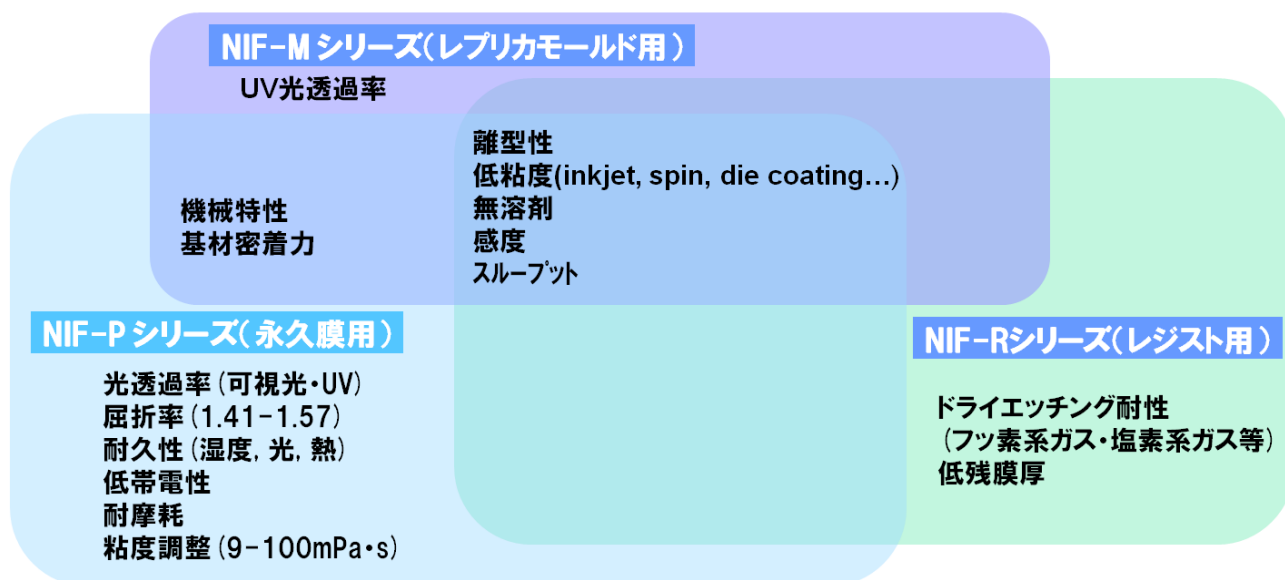 NIF-Mシリーズ(レプリカモールド用)
UV光透過率
離型性
低粘度(inkjet, spin, die coating…)
無溶剤
感度
スループット
機械特性
基材密着力
NIF-Pシリーズ(永久膜用)
光透過率(可視光・UV)
屈折率(1.41-1.57)
耐久性(湿度, 光, 熱)
低帯電性
耐摩耗
粘度調整(9-100mPa・s)
NIF-Rシリーズ(レジスト用)
ドライエッチング耐性
(フッ素系ガス・塩素系ガス等)
低残膜厚